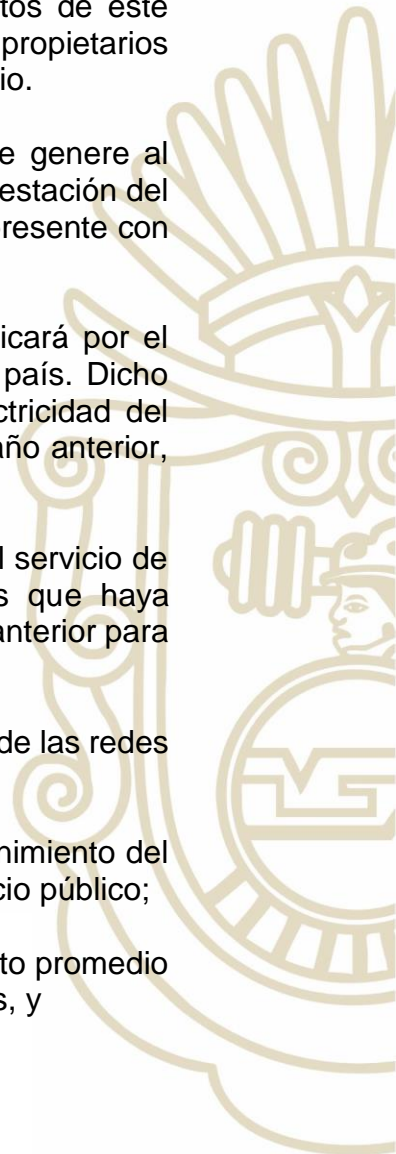 tos de este
propietarios
io.
e genere al
estación del
resente con
icará por el
país. Dicho
ctricidad del
año anterior,
l servicio de
s que haya
anterior para
de las redes
nimiento del
cio público;
to promedio
s, y